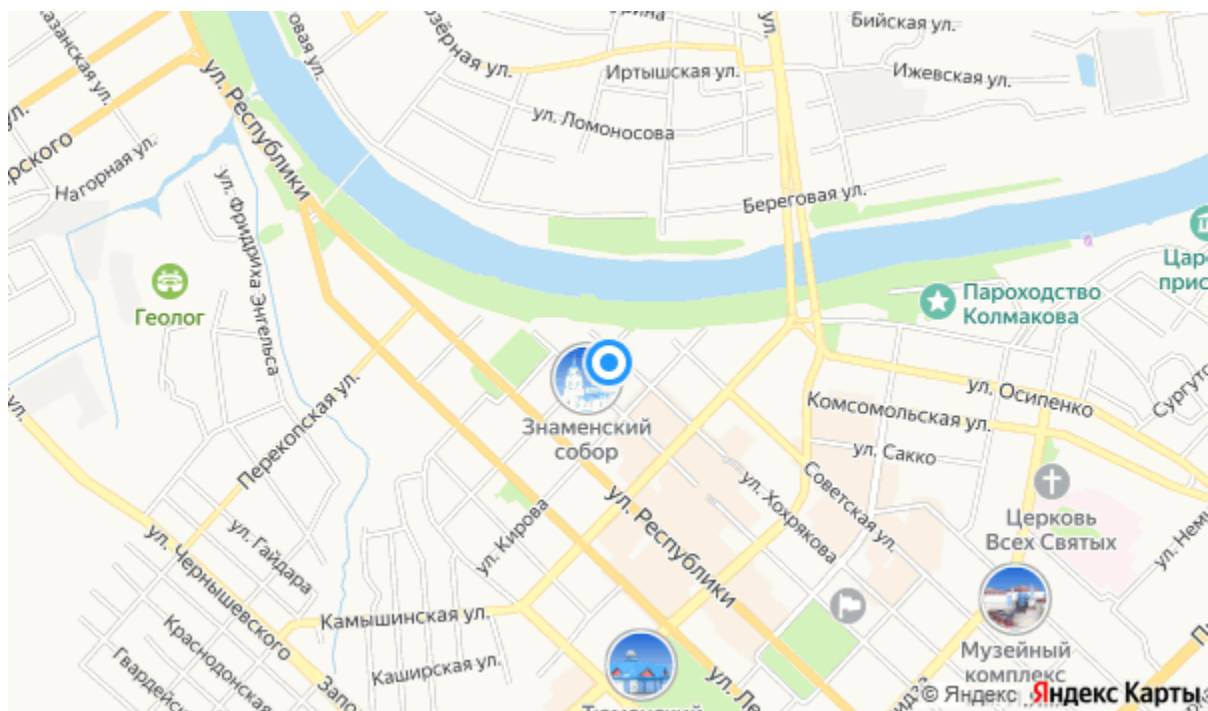 Бийская ул.
Ижевская ул.
Иртышская ул.
ул. Ломоносова
ул. Республики
Нагорная ул.
Береговая ул.
ул. Фридриха Энгельса
Геолог
Пароходство
Колмакова
Знаменский
собор
Перекопская ул.
ул. Осипенко
Комсомольская ул.
ул. Сакко
Советская ул.
ул. Хохрякова
ул. Республики
ул. Кирова
ул. Гайдара
ул. Чернышевского
Церковь
Всех Святых
Камышинская ул.
Каширская ул.
Краснодонская
Музейный
комплекс
© Яндекс Яндекс Карты